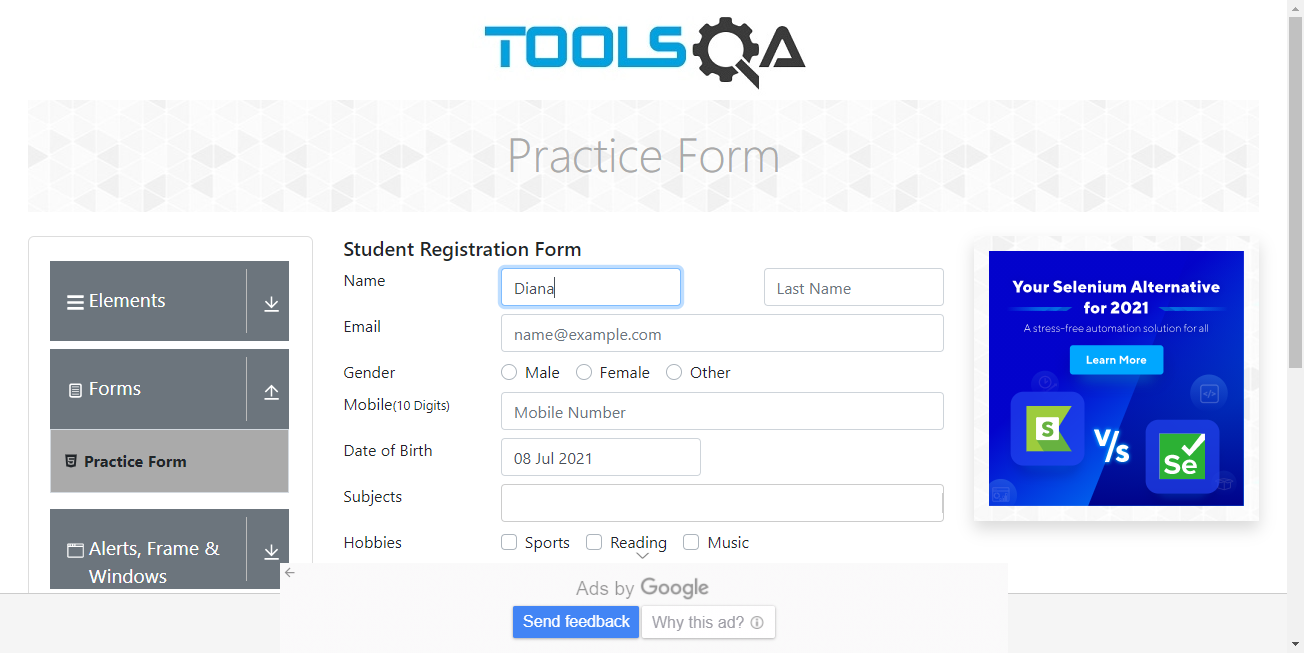 TOOLSQA
Practice Form
Elements
Forms
Practice Form
Alerts, Frame &
Windows
Student Registration Form
Name
Diana
Last Name
Email
name@example.com
Gender
Male
Female
Other
Mobile(10 Digits)
Mobile Number
Date of Birth
08 Jul 2021
Subjects
Hobbies
Sports
Reading
Music
Your Selenium Alternative
for 2021
A stress-free automation solution for all
Learn More
S
V/s
Se
Ads by Google
Send feedback
Why this ad?